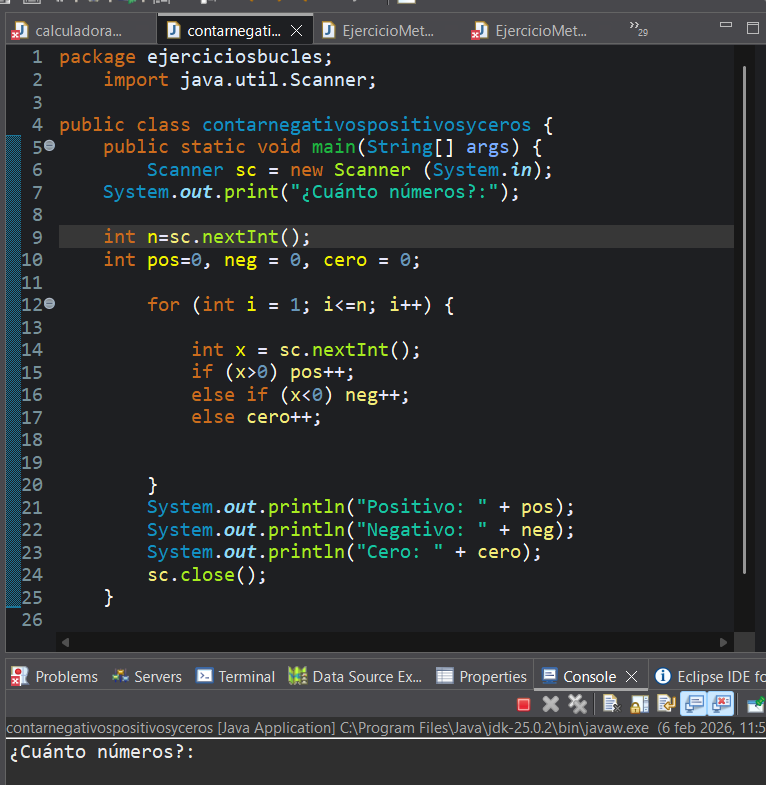 calculadora...
contarnegati...
EjercicioMet...
EjercicioMet...
»29
1 package ejerciciosbucles;
2 import java.util.Scanner;
3
4 public class contarnegativospositivosyceros {
5 public static void main(String[] args) {
6 Scanner sc = new Scanner (System.in);
7 System.out.print("¿Cuánto números?:");
8
9 int n=sc.nextInt();
10 int pos=0, neg = 0, cero = 0;
11
12 for (int i = 1; i<=n; i++) {
13
14 int x = sc.nextInt();
15 if (x>0) pos++;
16 else if (x<0) neg++;
17 else cero++;
18
19
20 }
21 System.out.println("Positivo: " + pos);
22 System.out.println("Negativo: " + neg);
23 System.out.println("Cero: " + cero);
24 sc.close();
25 }
26
Problems Servers Terminal Data Source Ex... Properties Console Eclipse IDE fo
contarnegativospositivosyceros [Java Application] C:\Program Files\Java\jdk-25.0.2\bin\javaw.exe (6 feb 2026, 11:5
¿Cuánto números?: